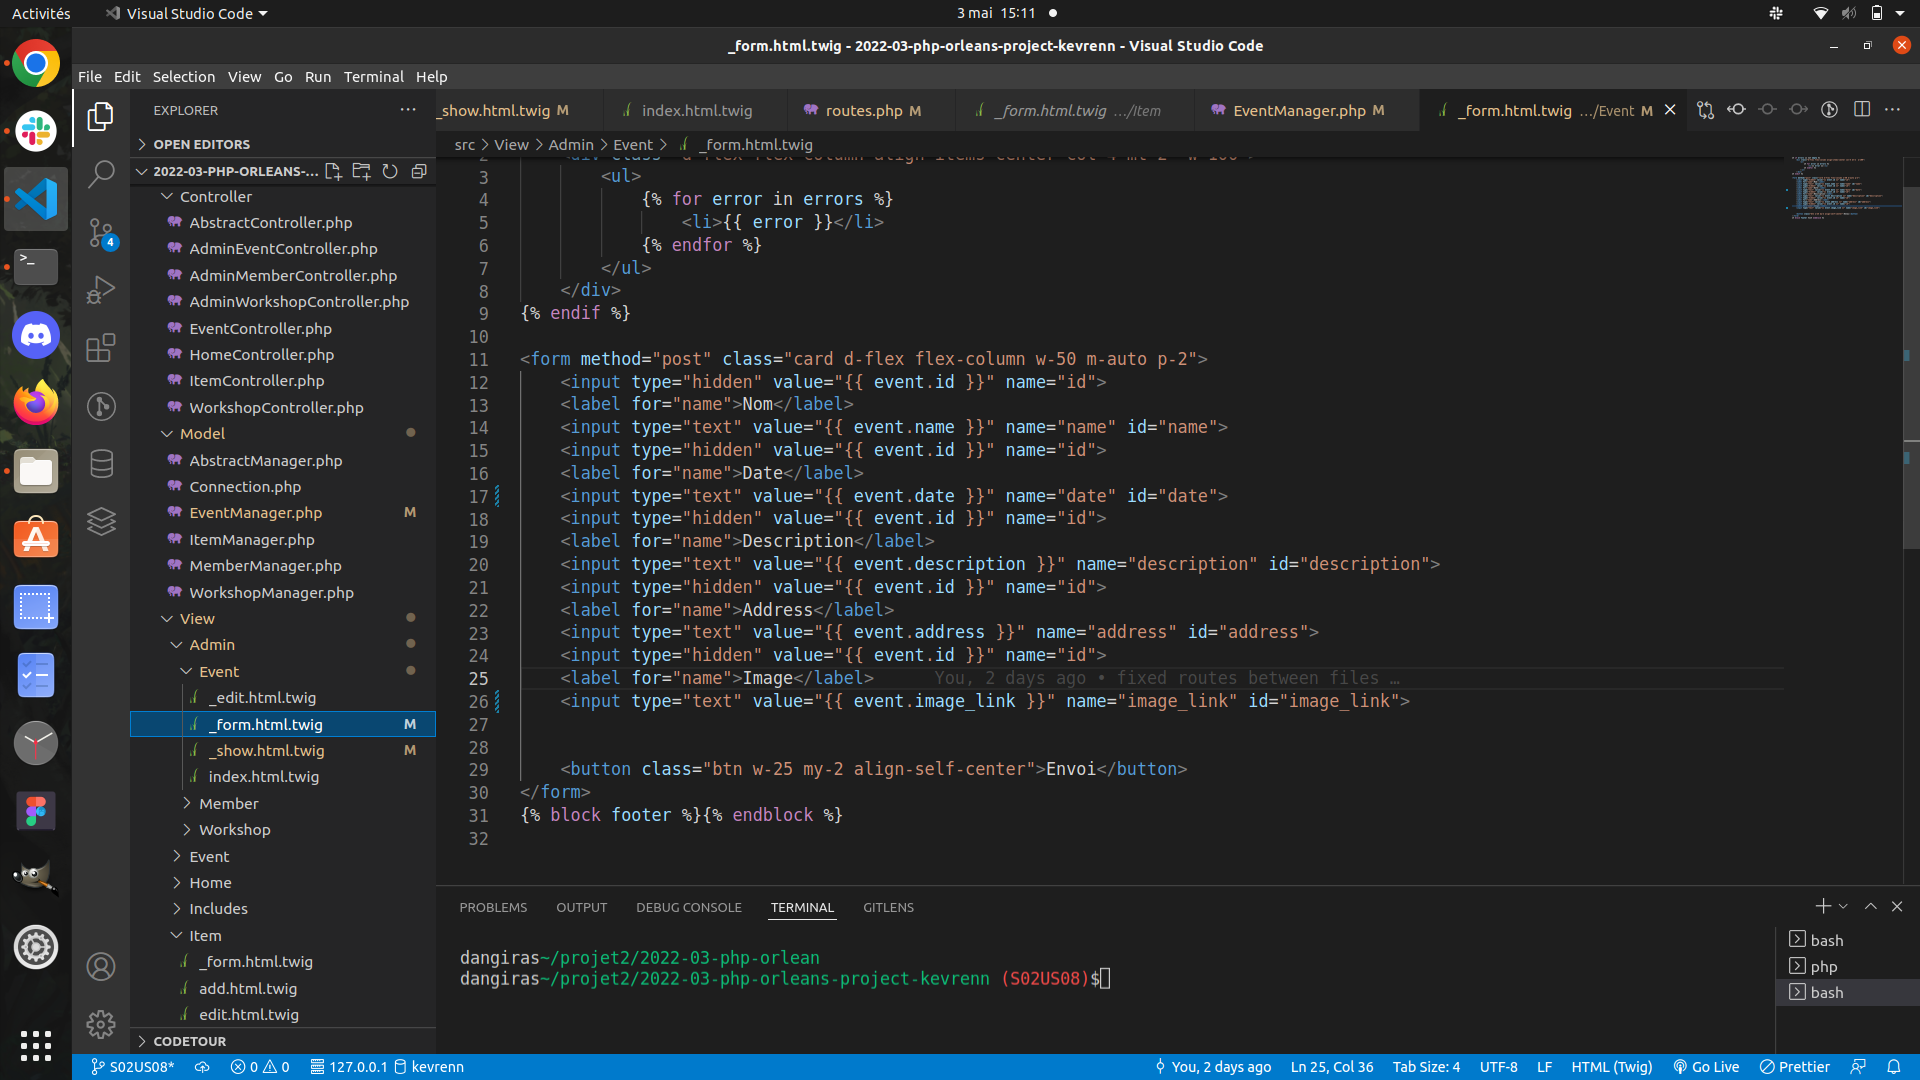 Activités
Visual Studio Code
3 mai 15:11
_form.html.twig - 2022-03-php-orleans-project-kevrenn - Visual Studio Code
File Edit Selection View Go Run Terminal Help
EXPLORER
OPEN EDITORS
2022-03-PHP-ORLEANS-...
Controller
AbstractController.php
AdminEventController.php
AdminMemberController.php
AdminWorkshopController.php
EventController.php
HomeController.php
ItemController.php
WorkshopController.php
Model
AbstractManager.php
Connection.php
EventManager.php M
ItemManager.php
MemberManager.php
WorkshopManager.php
View
Admin
Event
_edit.html.twig
_form.html.twig M
_show.html.twig M
index.html.twig
Member
Workshop
Event
Home
Includes
Item
_form.html.twig
add.html.twig
edit.html.twig
CODETOUR
4
_show.html.twig M
index.html.twig
routes.php M
_form.html.twig .../Item
EventManager.php M
_form.html.twig .../Event M
src > View > Admin > Event > _form.html.twig
3 <ul>
4 {% for error in errors %}
5 <li>{{ error }}</li>
6 {% endfor %}
7 </ul>
8 </div>
9 {% endif %}
10
11 <form method="post" class="card d-flex flex-column w-50 m-auto p-2">
12 <input type="hidden" value="{{ event.id }}" name="id">
13 <label for="name">Nom</label>
14 <input type="text" value="{{ event.name }}" name="name" id="name">
15 <input type="hidden" value="{{ event.id }}" name="id">
16 <label for="name">Date</label>
17 <input type="text" value="{{ event.date }}" name="date" id="date">
18 <input type="hidden" value="{{ event.id }}" name="id">
19 <label for="name">Description</label>
20 <input type="text" value="{{ event.description }}" name="description" id="description">
21 <input type="hidden" value="{{ event.id }}" name="id">
22 <label for="name">Address</label>
23 <input type="text" value="{{ event.address }}" name="address" id="address">
24 <input type="hidden" value="{{ event.id }}" name="id">
25 <label for="name">Image</label> You, 2 days ago • fixed routes between files …
26 <input type="text" value="{{ event.image_link }}" name="image_link" id="image_link">
27
28
29 <button class="btn w-25 my-2 align-self-center">Envoi</button>
30 </form>
31 {% block footer %}{% endblock %}
32
PROBLEMS OUTPUT DEBUG CONSOLE TERMINAL GITLENS
dangiras~/projet2/2022-03-php-orlean
dangiras~/projet2/2022-03-php-orleans-project-kevrenn (S02US08)$
bash
php
bash
S02US08* 0 0 127.0.0.1 kevrenn
You, 2 days ago Ln 25, Col 36 Tab Size: 4 UTF-8 LF HTML (Twig) Go Live Prettier